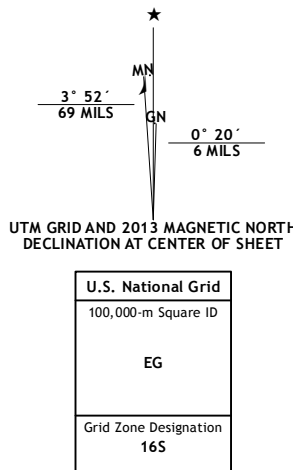 ★
MN
GN
3° 52´
69 MILS
0° 20´
6 MILS
UTM GRID AND 2013 MAGNETIC NORTH
DECLINATION AT CENTER OF SHEET
U.S. National Grid
100,000-m Square ID
EG
Grid Zone Designation
16S